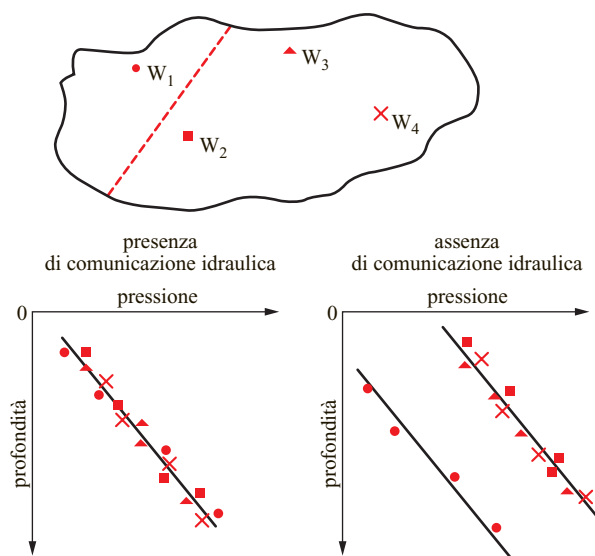 W1
W2
W3
W4
presenza
di comunicazione idraulica
pressione
0
profondità
assenza
di comunicazione idraulica
pressione
0
profondità